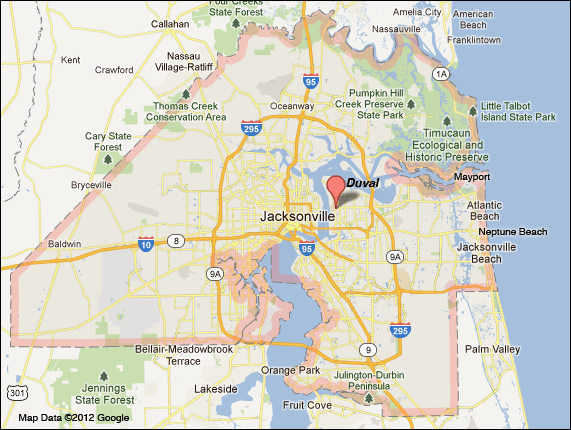 Four Creeks
State Forest
Callahan
Amelia City
American
Beach
Nassauville
Franklintown
Nassau
Village-Ratliff
Kent
Crawford
95
1A
Pumpkin Hill
Creek Preserve
State Park
Oceanway
Thomas Creek
Conservation Area
Little Talbot
Island State Park
295
Timucuan
Ecological and
Historic Preserve
Cary State
Forest
Bryceville
Mayport
Duval
Atlantic
Beach
Jacksonville
Neptune Beach
Baldwin
10
8
95
9A
Jacksonville
Beach
9A
295
9
Bellair-Meadowbrook
Terrace
Palm Valley
Orange Park
Julington-Durbin
Peninsula
Jennings
State Forest
Lakeside
301
Fruit Cove
Map Data ©2012 Google